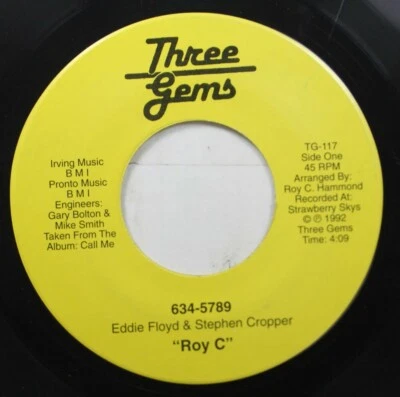 Three
Gems
Irving Music
B M I
Pronto Music
B M I
Engineers:
Gary Bolton &
Mike Smith
Taken From The
Album: Call Me
TG-117
Side One
45 RPM
Arranged By:
Roy C. Hammond
Recorded At:
Strawberry Skys
© ℗ 1992
Three Gems
Time: 4:09
634-5789
Eddie Floyd & Stephen Cropper
"Roy C"